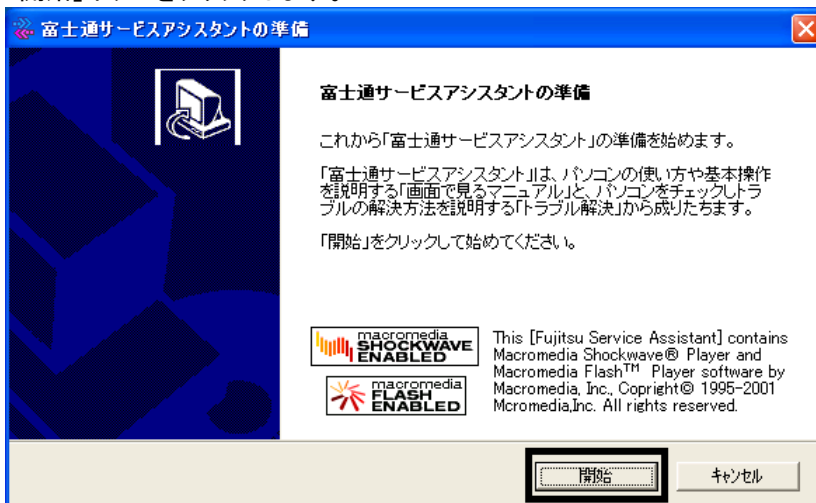 富士通サービスアシスタントの準備
富士通サービスアシスタントの準備
これから「富士通サービスアシスタント」の準備を始めます。
「富士通サービスアシスタント」は、パソコンの使い方や基本操作
を説明する「画面で見るマニュアル」と、パソコンをチェックしトラ
ブルの解決方法を説明する「トラブル解決」から成りたちます。
「開始」をクリックして始めてください。
macromedia
SHOCKWAVE
ENABLED
macromedia
FLASH
ENABLED
This [Fujitsu Service Assistant] contains
Macromedia Shockwave® Player and
Macromedia Flash™ Player software by
Macromedia, Inc., Copright© 1995-2001
Mcromedia,Inc. All rights reserved.
開始
キャンセル